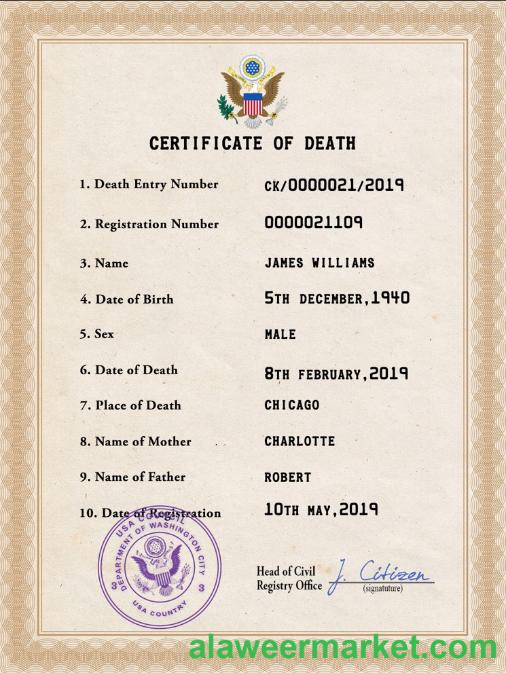 CERTIFICATE OF DEATH
1. Death Entry Number CK/0000021/2019
2. Registration Number 0000021109
3. Name JAMES WILLIAMS
4. Date of Birth 5TH DECEMBER,1940
5. Sex MALE
6. Date of Death 8TH FEBRUARY,2019
7. Place of Death CHICAGO
8. Name of Mother CHARLOTTE
9. Name of Father ROBERT
10. Date of Registration 10TH MAY,2019
USA COUNCIL
DEPARTMENT OF WASHINGTON CITY
3 3
USA COUNTRY
Head of Civil
Registry Office J. Citizen
(signatuture)
alaweermarket.com